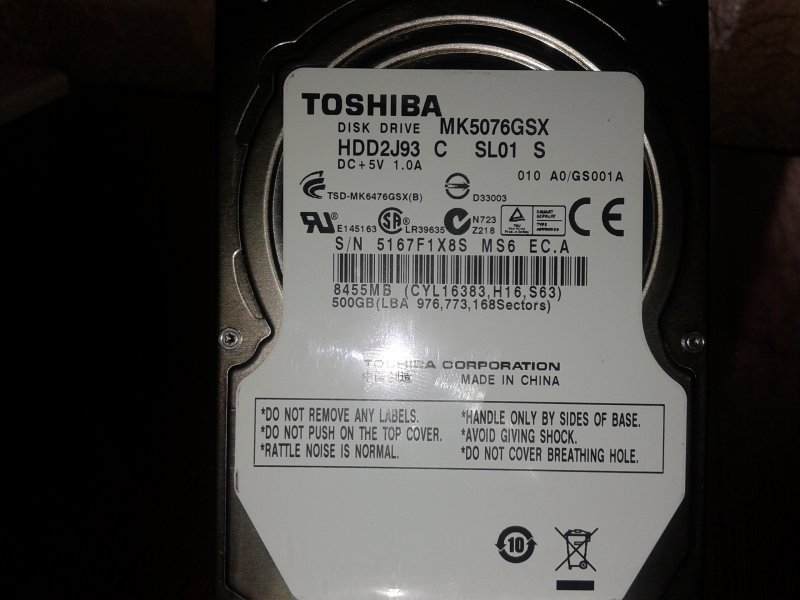 TOSHIBA
DISK DRIVE MK5076GSX
HDD2J93 C SL01 S
DC+5V 1.0A
010 A0/GS001A
TSD-MK6476GSX(B) D33003
E145163 LR39635 N723 Z218
CE
S/N 5167F1X8S MS6 EC.A
8455MB (CYL16383,H16,S63)
500GB(LBA 976,773,168Sectors)
TOSHIBA CORPORATION
MADE IN CHINA
*DO NOT REMOVE ANY LABELS. *HANDLE ONLY BY SIDES OF BASE.
*DO NOT PUSH ON THE TOP COVER. *AVOID GIVING SHOCK.
*RATTLE NOISE IS NORMAL. *DO NOT COVER BREATHING HOLE.
10